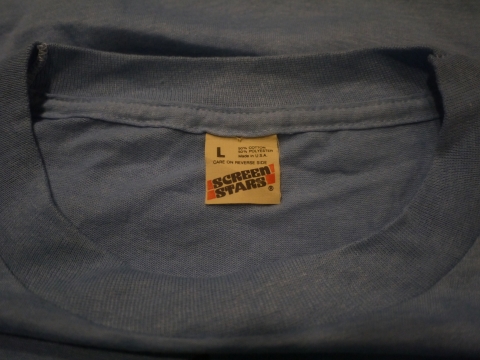 L
50% COTTON
50% POLYESTER
MADE IN U.S.A.
CARE ON REVERSE SIDE
SCREEN
STARS®